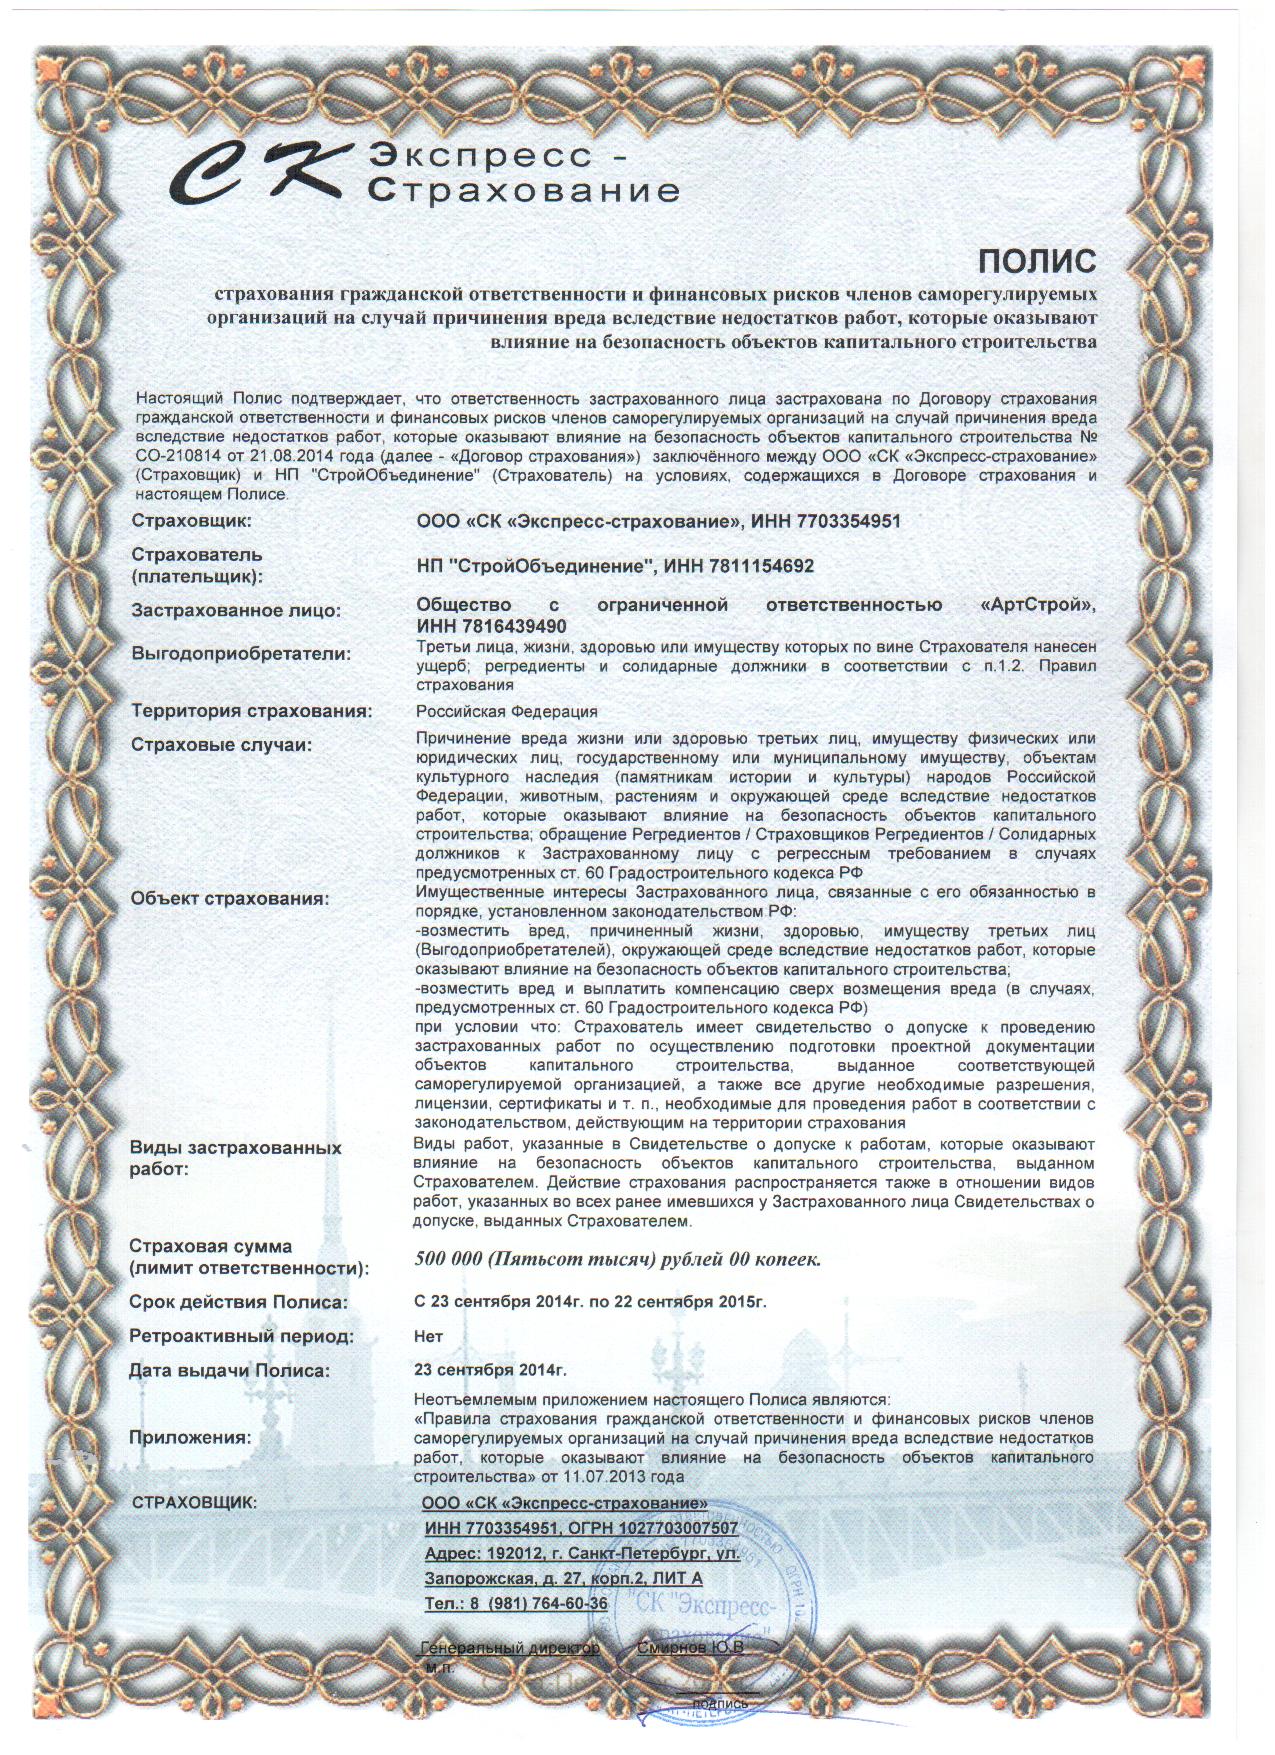 СК Экспресс -
Страхование
ПОЛИС
страхования гражданской ответственности и финансовых рисков членов саморегулируемых
организаций на случай причинения вреда вследствие недостатков работ, которые оказывают
влияние на безопасность объектов капитального строительства
Настоящий Полис подтверждает, что ответственность застрахованного лица застрахована по Договору страхования
гражданской ответственности и финансовых рисков членов саморегулируемых организаций на случай причинения вреда
вследствие недостатков работ, которые оказывают влияние на безопасность объектов капитального строительства №
СО-210814 от 21.08.2014 года (далее - «Договор страхования») заключённого между ООО «СК «Экспресс-страхование»
(Страховщик) и НП "СтройОбъединение" (Страхователь) на условиях, содержащихся в Договоре страхования и
настоящем Полисе.
Страховщик: ООО «СК «Экспресс-страхование», ИНН 7703354951
Страхователь
(плательщик): НП "СтройОбъединение", ИНН 7811154692
Застрахованное лицо: Общество с ограниченной ответственностью «АртСтрой»,
ИНН 7816439490
Выгодоприобретатели: Третьи лица, жизни, здоровью или имуществу которых по вине Страхователя нанесен
ущерб; регредиенты и солидарные должники в соответствии с п.1.2. Правил
страхования
Территория страхования: Российская Федерация
Страховые случаи: Причинение вреда жизни или здоровью третьих лиц, имуществу физических или
юридических лиц, государственному или муниципальному имуществу, объектам
культурного наследия (памятникам истории и культуры) народов Российской
Федерации, животным, растениям и окружающей среде вследствие недостатков
работ, которые оказывают влияние на безопасность объектов капитального
строительства; обращение Регредиентов / Страховщиков Регредиентов / Солидарных
должников к Застрахованному лицу с регрессным требованием в случаях
предусмотренных ст. 60 Градостроительного кодекса РФ
Объект страхования: Имущественные интересы Застрахованного лица, связанные с его обязанностью в
порядке, установленном законодательством РФ:
-возместить вред, причиненный жизни, здоровью, имуществу третьих лиц
(Выгодоприобретателей), окружающей среде вследствие недостатков работ, которые
оказывают влияние на безопасность объектов капитального строительства;
-возместить вред и выплатить компенсацию сверх возмещения вреда (в случаях,
предусмотренных ст. 60 Градостроительного кодекса РФ)
при условии что: Страхователь имеет свидетельство о допуске к проведению
застрахованных работ по осуществлению подготовки проектной документации
объектов капитального строительства, выданное соответствующей
саморегулируемой организацией, а также все другие необходимые разрешения,
лицензии, сертификаты и т. п., необходимые для проведения работ в соответствии с
законодательством, действующим на территории страхования
Виды застрахованных
работ: Виды работ, указанные в Свидетельстве о допуске к работам, которые оказывают
влияние на безопасность объектов капитального строительства, выданном
Страхователем. Действие страхования распространяется также в отношении видов
работ, указанных во всех ранее имевшихся у Застрахованного лица Свидетельствах о
допуске, выданных Страхователем.
Страховая сумма
(лимит ответственности): 500 000 (Пятьсот тысяч) рублей 00 копеек.
Срок действия Полиса: С 23 сентября 2014г. по 22 сентября 2015г.
Ретроактивный период: Нет
Дата выдачи Полиса: 23 сентября 2014г.
Неотъемлемым приложением настоящего Полиса являются:
Приложения: «Правила страхования гражданской ответственности и финансовых рисков членов
саморегулируемых организаций на случай причинения вреда вследствие недостатков
работ, которые оказывают влияние на безопасность объектов капитального
строительства» от 11.07.2013 года
СТРАХОВЩИК: ООО «СК «Экспресс-страхование»
ИНН 7703354951, ОГРН 1027703007507
Адрес: 192012, г. Санкт-Петербург, ул.
Запорожская, д. 27, корп.2, ЛИТ А
Тел.: 8 (981) 764-60-36
"СК "Экспресс-
Генеральный директор Смирнов Ю.В
м.п.
подпись